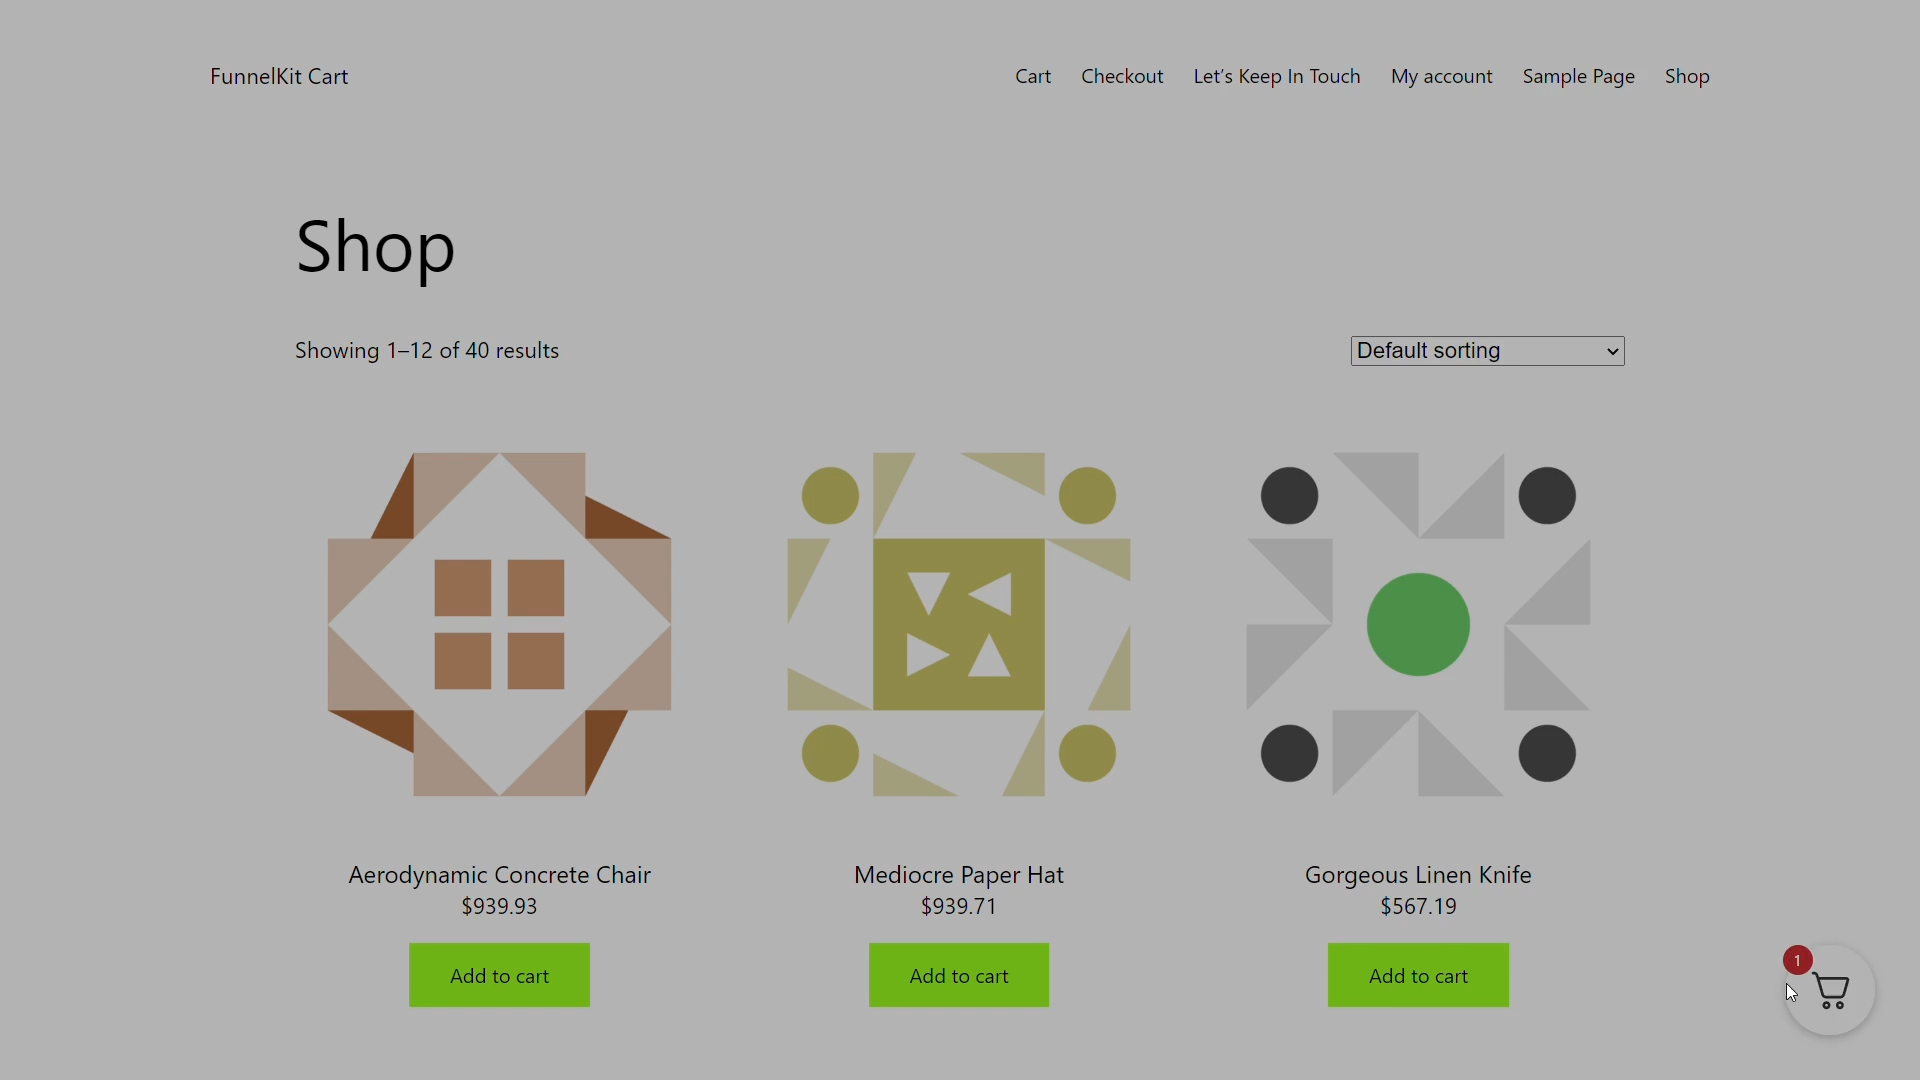 FunnelKit Cart
Cart Checkout Let's Keep In Touch My account Sample Page Shop
Shop
Showing 1–12 of 40 results
Default sorting
Aerodynamic Concrete Chair
$939.93
Add to cart
Mediocre Paper Hat
$939.71
Add to cart
Gorgeous Linen Knife
$567.19
Add to cart
1